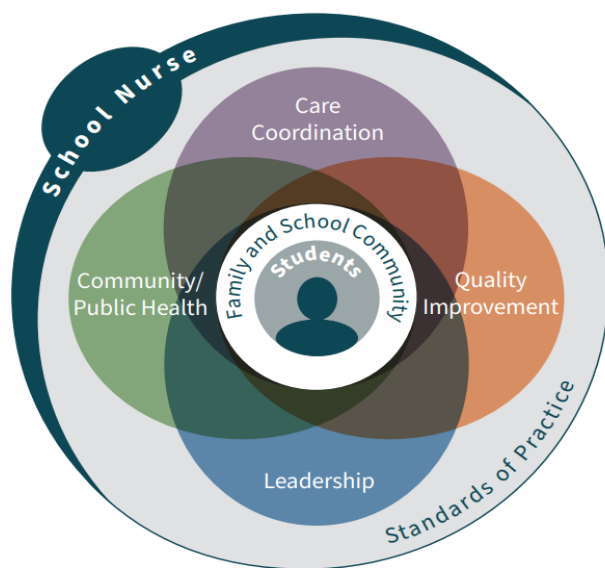 School Nurse
Care
Coordination
Family and School Community
Students
Community/
Public Health
Quality
Improvement
Leadership
Standards of Practice